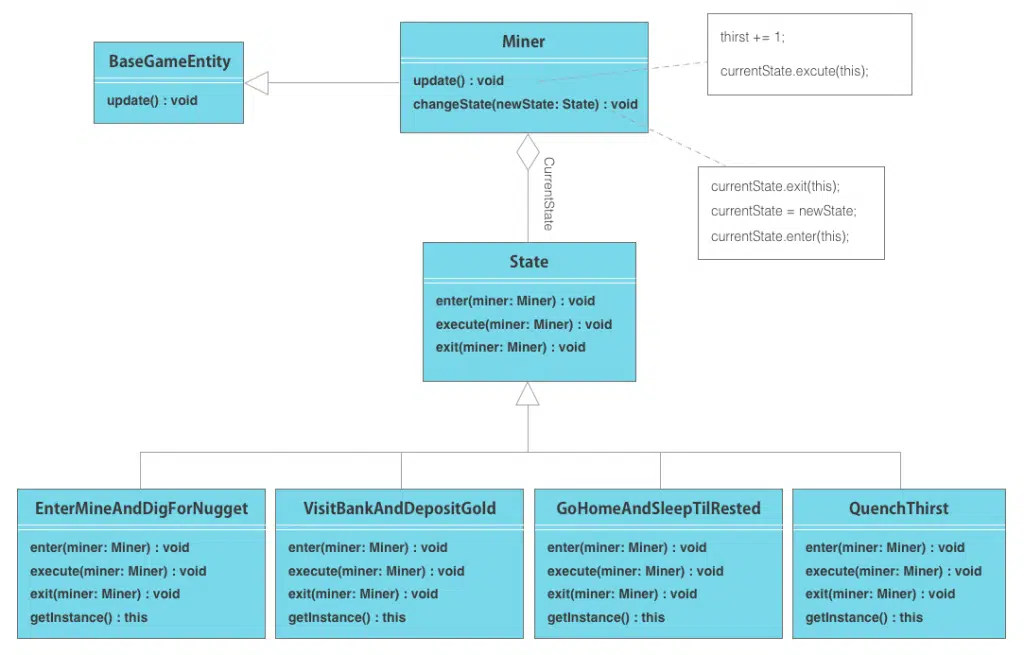 BaseGameEntity
update() : void
Miner
update() : void
changeState(newState: State) : void
thirst += 1;
currentState.excute(this);
currentState.exit(this);
currentState = newState;
currentState.enter(this);
CurrentState
State
enter(miner: Miner) : void
execute(miner: Miner) : void
exit(miner: Miner) : void
EnterMineAndDigForNugget
enter(miner: Miner) : void
execute(miner: Miner) : void
exit(miner: Miner) : void
getInstance() : this
VisitBankAndDepositGold
enter(miner: Miner) : void
execute(miner: Miner) : void
exit(miner: Miner) : void
getInstance() : this
GoHomeAndSleepTilRested
enter(miner: Miner) : void
execute(miner: Miner) : void
exit(miner: Miner) : void
getInstance() : this
QuenchThirst
enter(miner: Miner) : void
execute(miner: Miner) : void
exit(miner: Miner) : void
getInstance() : this